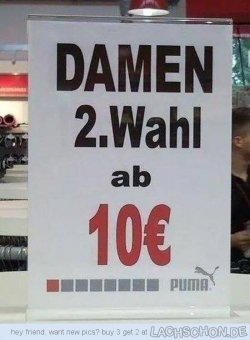 DAMEN
2.Wahl
ab
10€
PUMA
hey friend, want new pics? buy 3 get 2 at LACHSCHON.DE